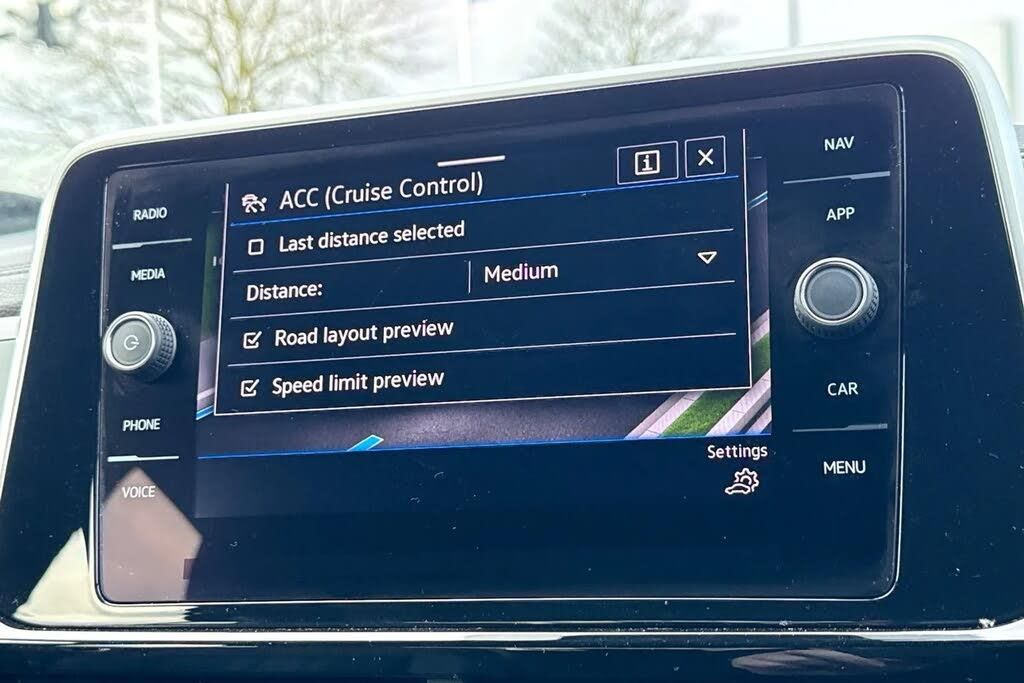 RADIO
MEDIA
PHONE
VOICE
ACC (Cruise Control)
Last distance selected
Distance: Medium
Road layout preview
Speed limit preview
Settings
NAV
APP
CAR
MENU